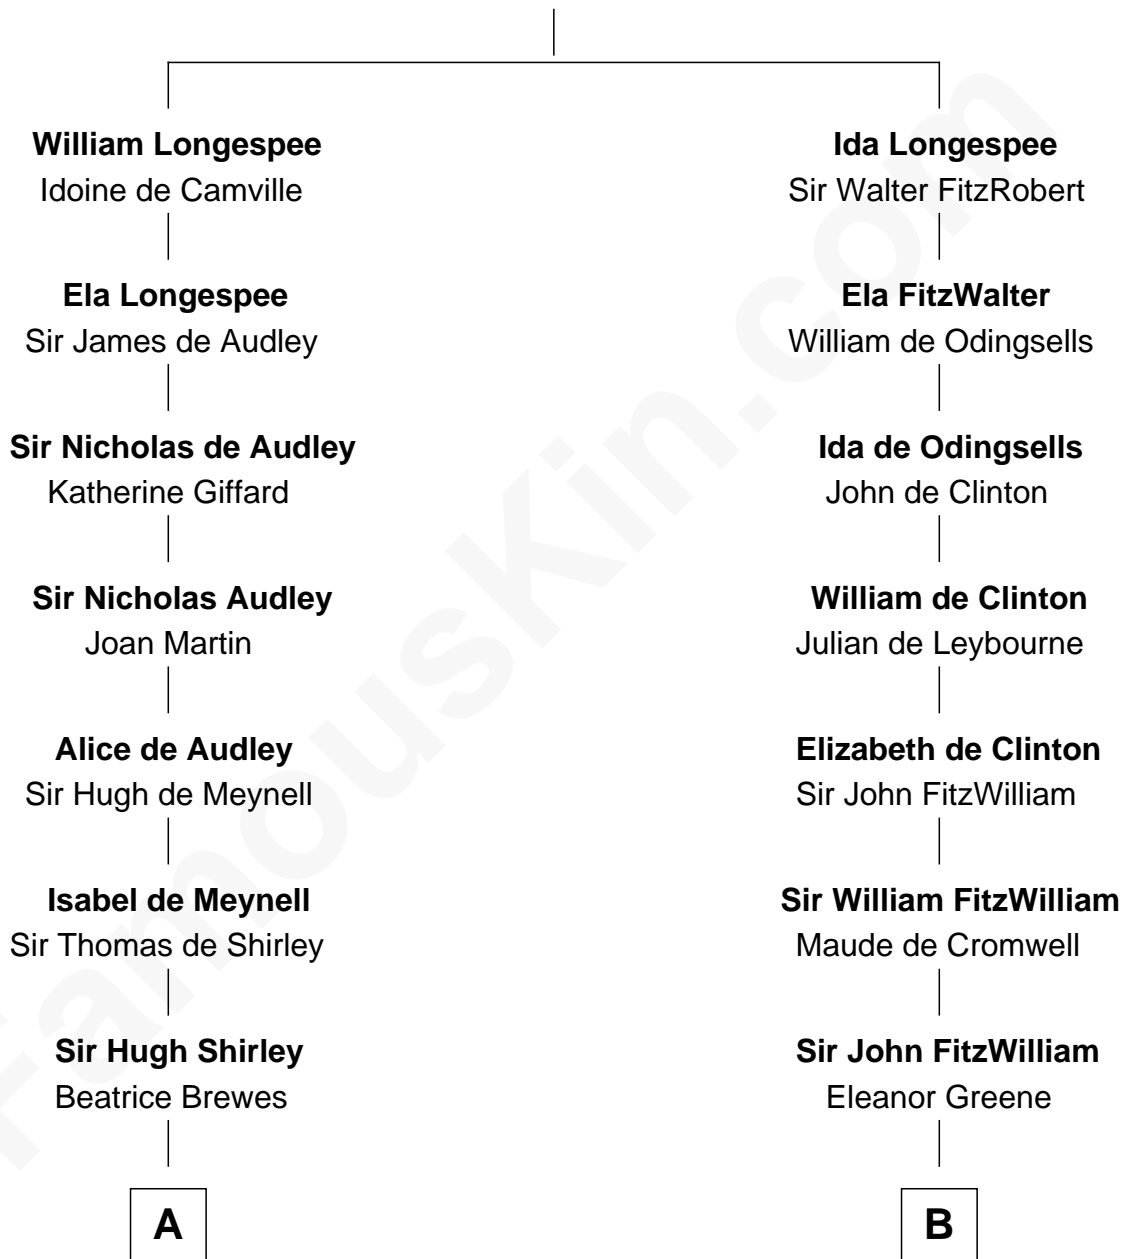 William Longespee
Idoine de Camville
Ela Longespee
Sir James de Audley
Sir Nicholas de Audley
Katherine Giffard
Sir Nicholas Audley
Joan Martin
Alice de Audley
Sir Hugh de Meynell
Isabel de Meynell
Sir Thomas de Shirley
Sir Hugh Shirley
Beatrice Brewes
A
Ida Longespee
Sir Walter FitzRobert
Ela FitzWalter
William de Odingsells
Ida de Odingsells
John de Clinton
William de Clinton
Julian de Leybourne
Elizabeth de Clinton
Sir John FitzWilliam
Sir William FitzWilliam
Maude de Cromwell
Sir John FitzWilliam
Eleanor Greene
B
FamousKin.com